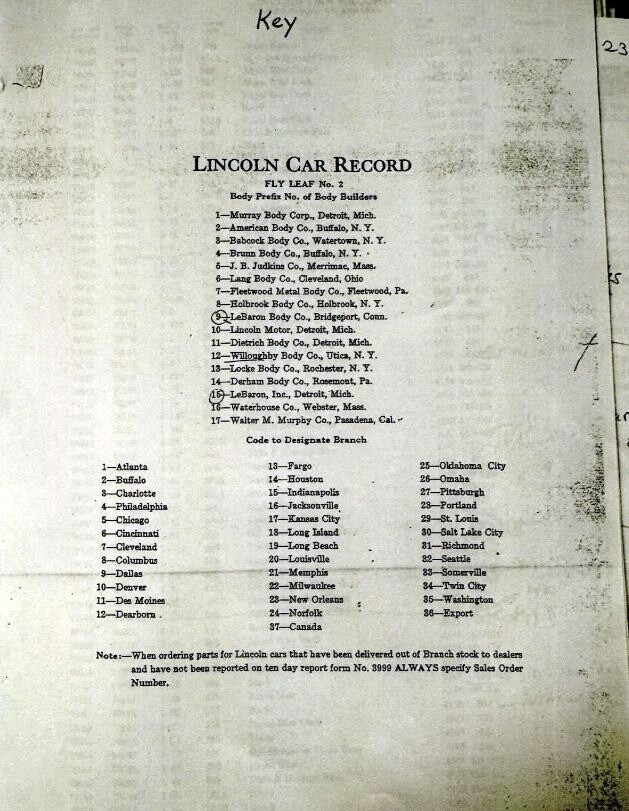 Key
23
LINCOLN CAR RECORD
FLY LEAF No. 2
Body Prefix No. of Body Builders
1—Murray Body Corp., Detroit, Mich.
2—American Body Co., Buffalo, N. Y.
3—Babcock Body Co., Watertown, N. Y.
4—Brunn Body Co., Buffalo, N. Y.
5—J. B. Judkins Co., Merrimac, Mass.
6—Lang Body Co., Cleveland, Ohio
7—Fleetwood Metal Body Co., Fleetwood, Pa.
8—Holbrook Body Co., Holbrook, N. Y.
9—LeBaron Body Co., Bridgeport, Conn.
10—Lincoln Motor, Detroit, Mich.
11—Dietrich Body Co., Detroit, Mich.
12—Willoughby Body Co., Utica, N. Y.
13—Locke Body Co., Rochester, N. Y.
14—Derham Body Co., Rosemont, Pa.
15—LeBaron, Inc., Detroit, Mich.
16—Waterhouse Co., Webster, Mass.
17—Walter M. Murphy Co., Pasadena, Cal.
Code to Designate Branch
1—Atlanta
2—Buffalo
3—Charlotte
4—Philadelphia
5—Chicago
6—Cincinnati
7—Cleveland
8—Columbus
9—Dallas
10—Denver
11—Des Moines
12—Dearborn
13—Fargo
14—Houston
15—Indianapolis
16—Jacksonville
17—Kansas City
18—Long Island
19—Long Beach
20—Louisville
21—Memphis
22—Milwaukee
23—New Orleans
24—Norfolk
37—Canada
25—Oklahoma City
26—Omaha
27—Pittsburgh
28—Portland
29—St. Louis
30—Salt Lake City
31—Richmond
32—Seattle
33—Somerville
34—Twin City
35—Washington
36—Export
Note:—When ordering parts for Lincoln cars that have been delivered out of Branch stock to dealers
and have not been reported on ten day report form No. 3999 ALWAYS specify Sales Order
Number.